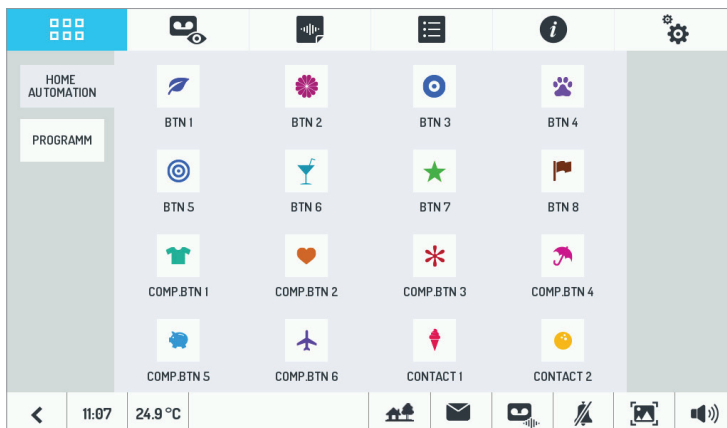 HOME
AUTOMATION
PROGRAMM
BTN 1
BTN 2
BTN 3
BTN 4
BTN 5
BTN 6
BTN 7
BTN 8
COMP.BTN 1
COMP.BTN 2
COMP.BTN 3
COMP.BTN 4
COMP.BTN 5
COMP.BTN 6
CONTACT 1
CONTACT 2
11:07
24.9 °C